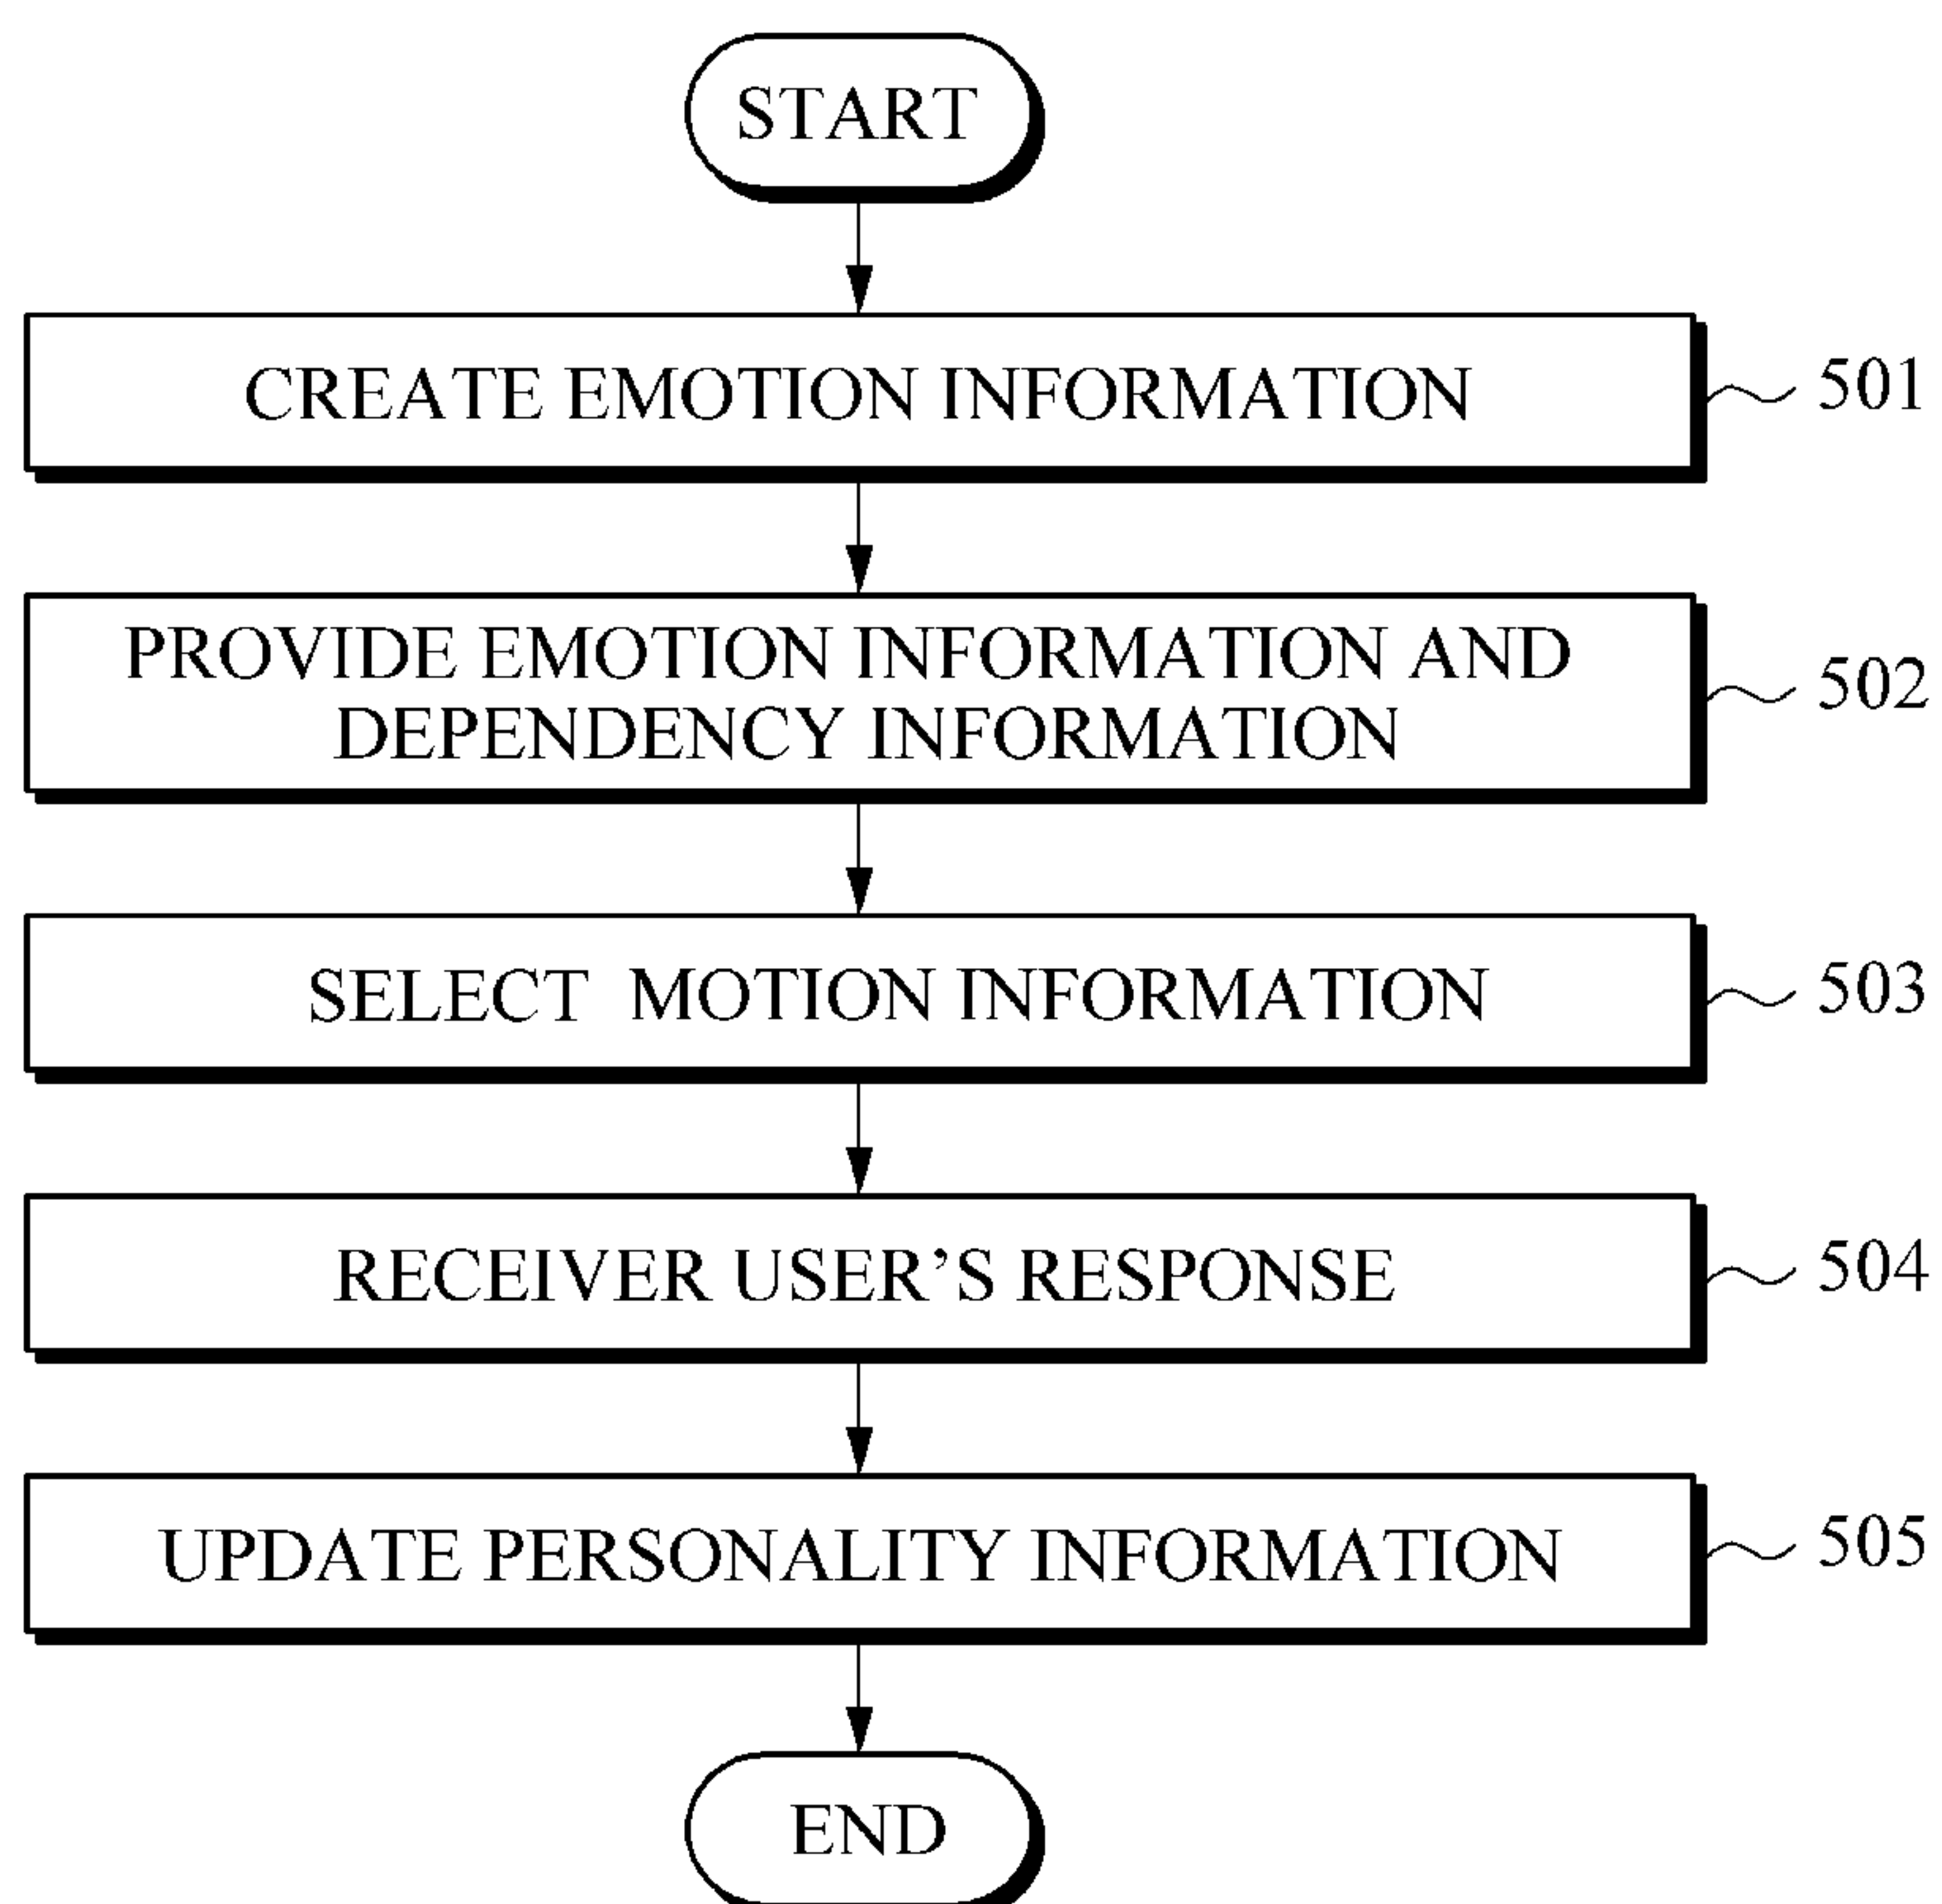 START
CREATE EMOTION INFORMATION
501
PROVIDE EMOTION INFORMATION AND
DEPENDENCY INFORMATION
502
SELECT MOTION INFORMATION
503
RECEIVER USER’S RESPONSE
504
UPDATE PERSONALITY INFORMATION
505
END